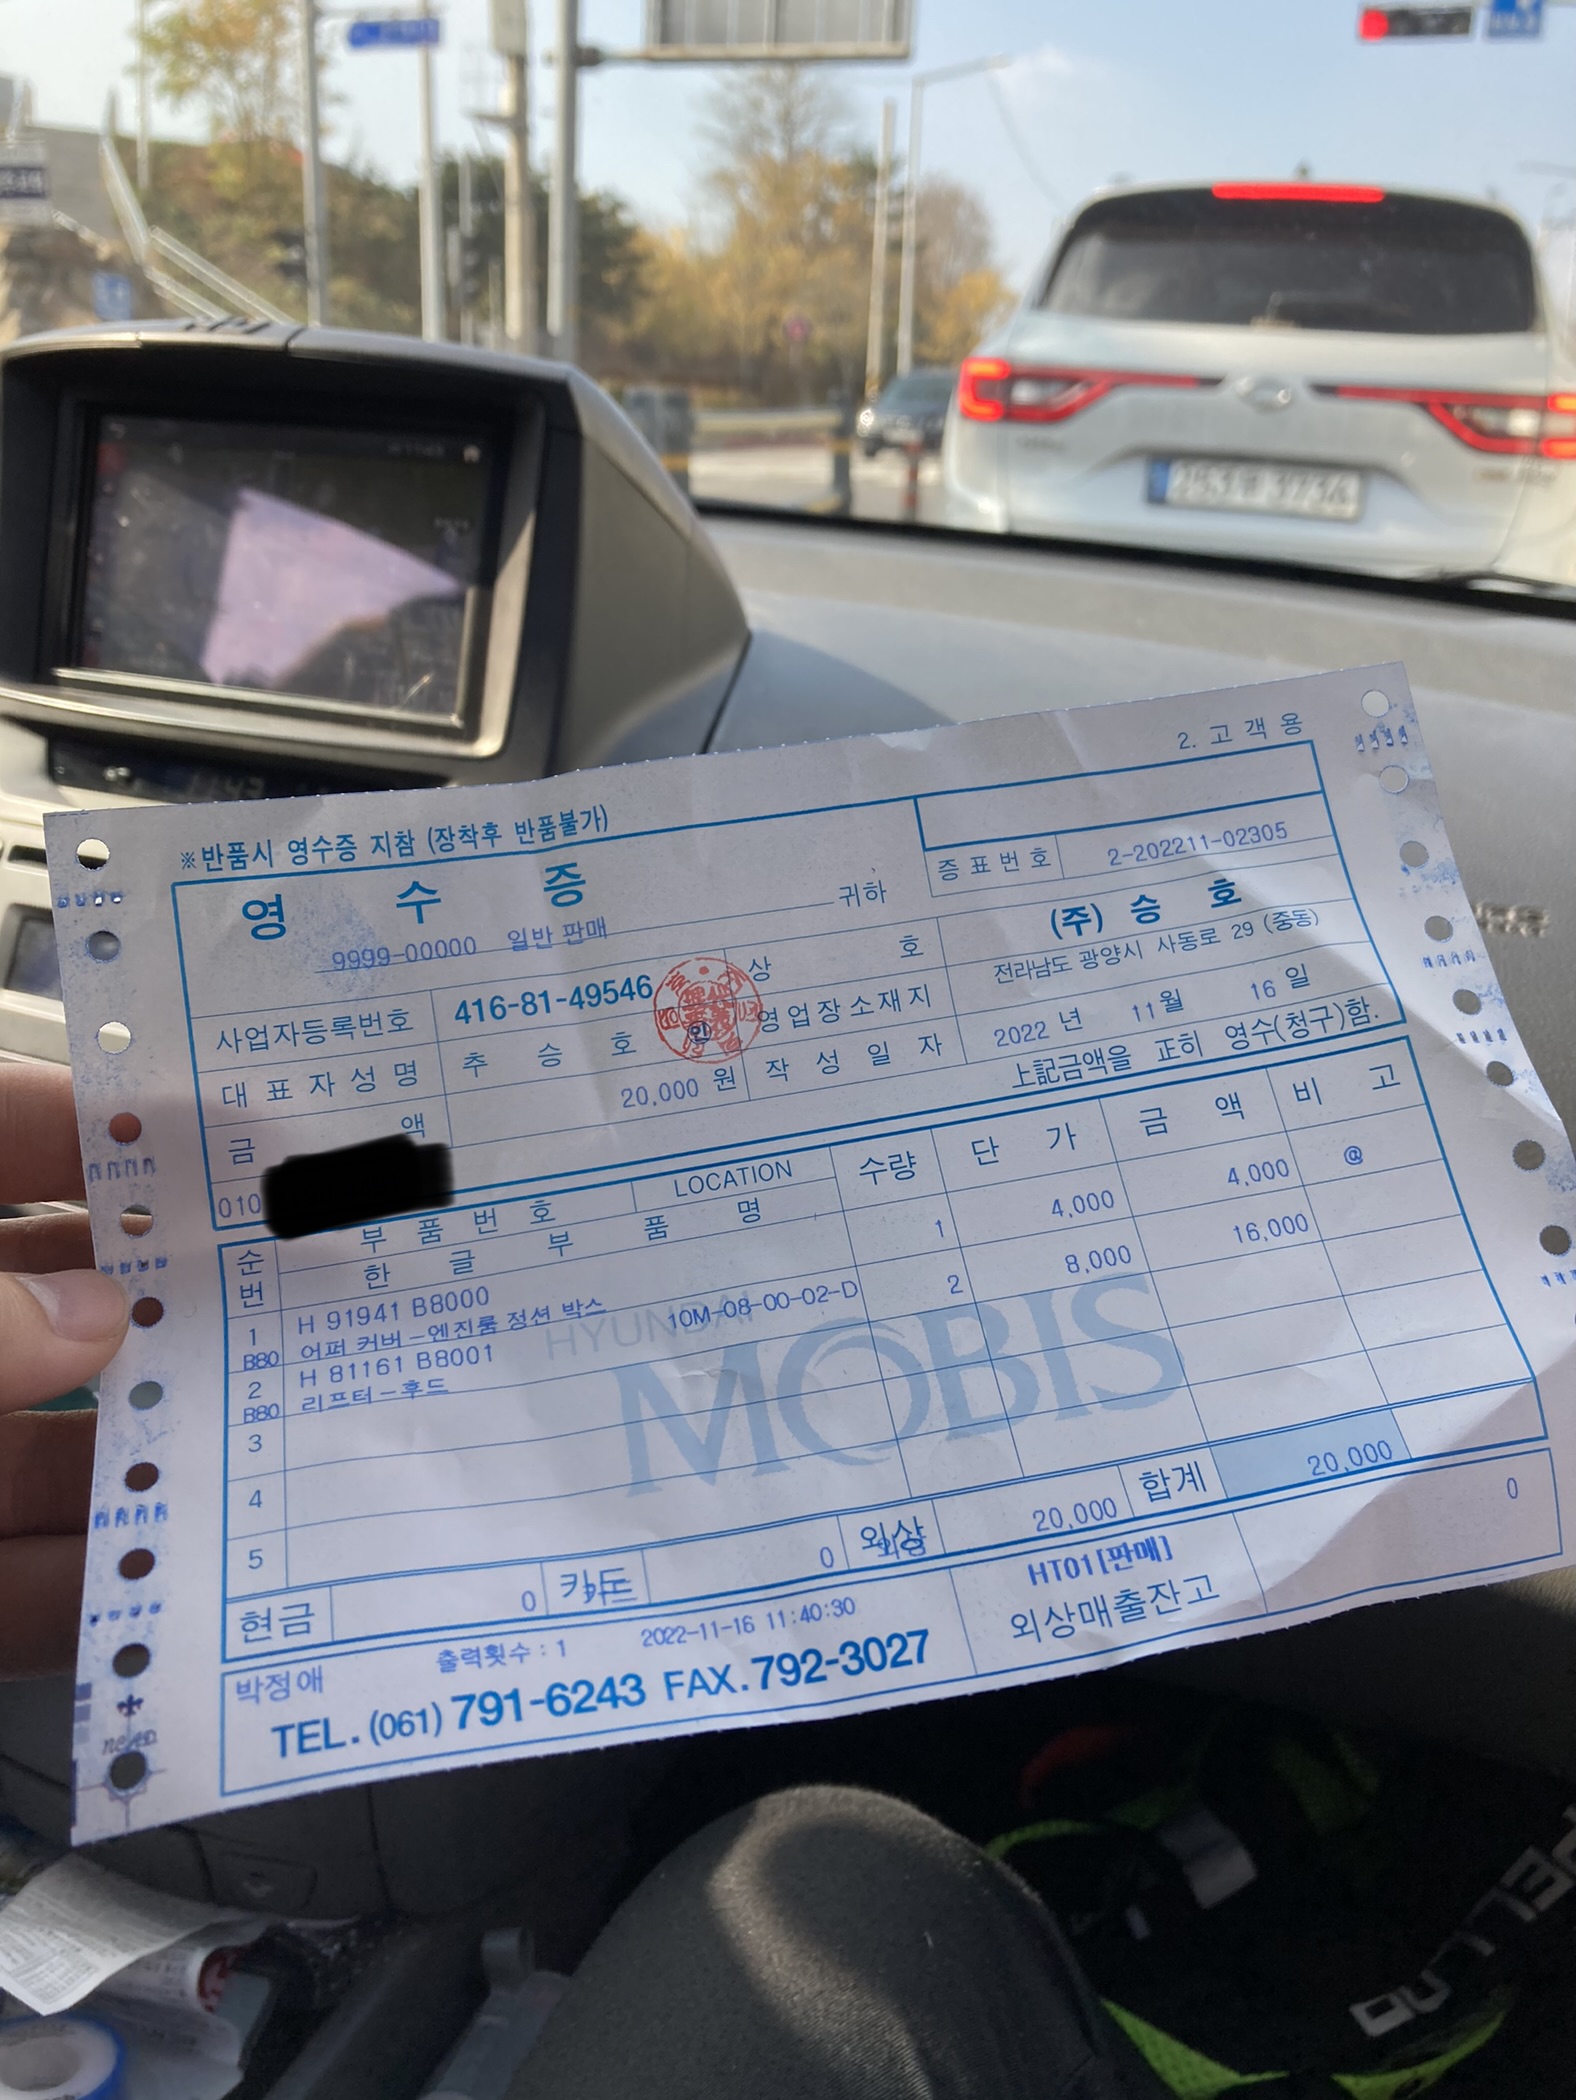 2. 고 객 용
※반품시 영수증 지참 (장착후 반품불가)
영 수 증
귀하
9999-00000 일반 판매
증 표 번 호 2-202211-02305
사업자등록번호 416-81-49546
상 호 (주) 승 호
대 표 자 성 명 추 승 호 인
영업장소재지 전라남도 광양시 사동로 29 (중동)
금 액 20,000 원
작 성 일 자 2022 년 11월 16 일
010
上記금액을 正히 영수(청구)함.
순번 부 품 번 호 LOCATION 수량 단 가 금 액 비 고
한 글 부 품 명
1 H 91941 B8000 1 4,000 4,000 @
B80 어퍼 커버-엔진룸 정션 박스 10M-08-00-02-D
2 H 81161 B8001 2 8,000 16,000
B80 리프터-후드
3
4
5
HYUNDAI
MOBIS
현금 0 카드 0 외상 20,000 합계 20,000
박정애 출력횟수 : 1 2022-11-16 11:40:30
HT01[판매]
외상매출잔고 0
TEL. (061) 791-6243 FAX. 792-3027
11:43